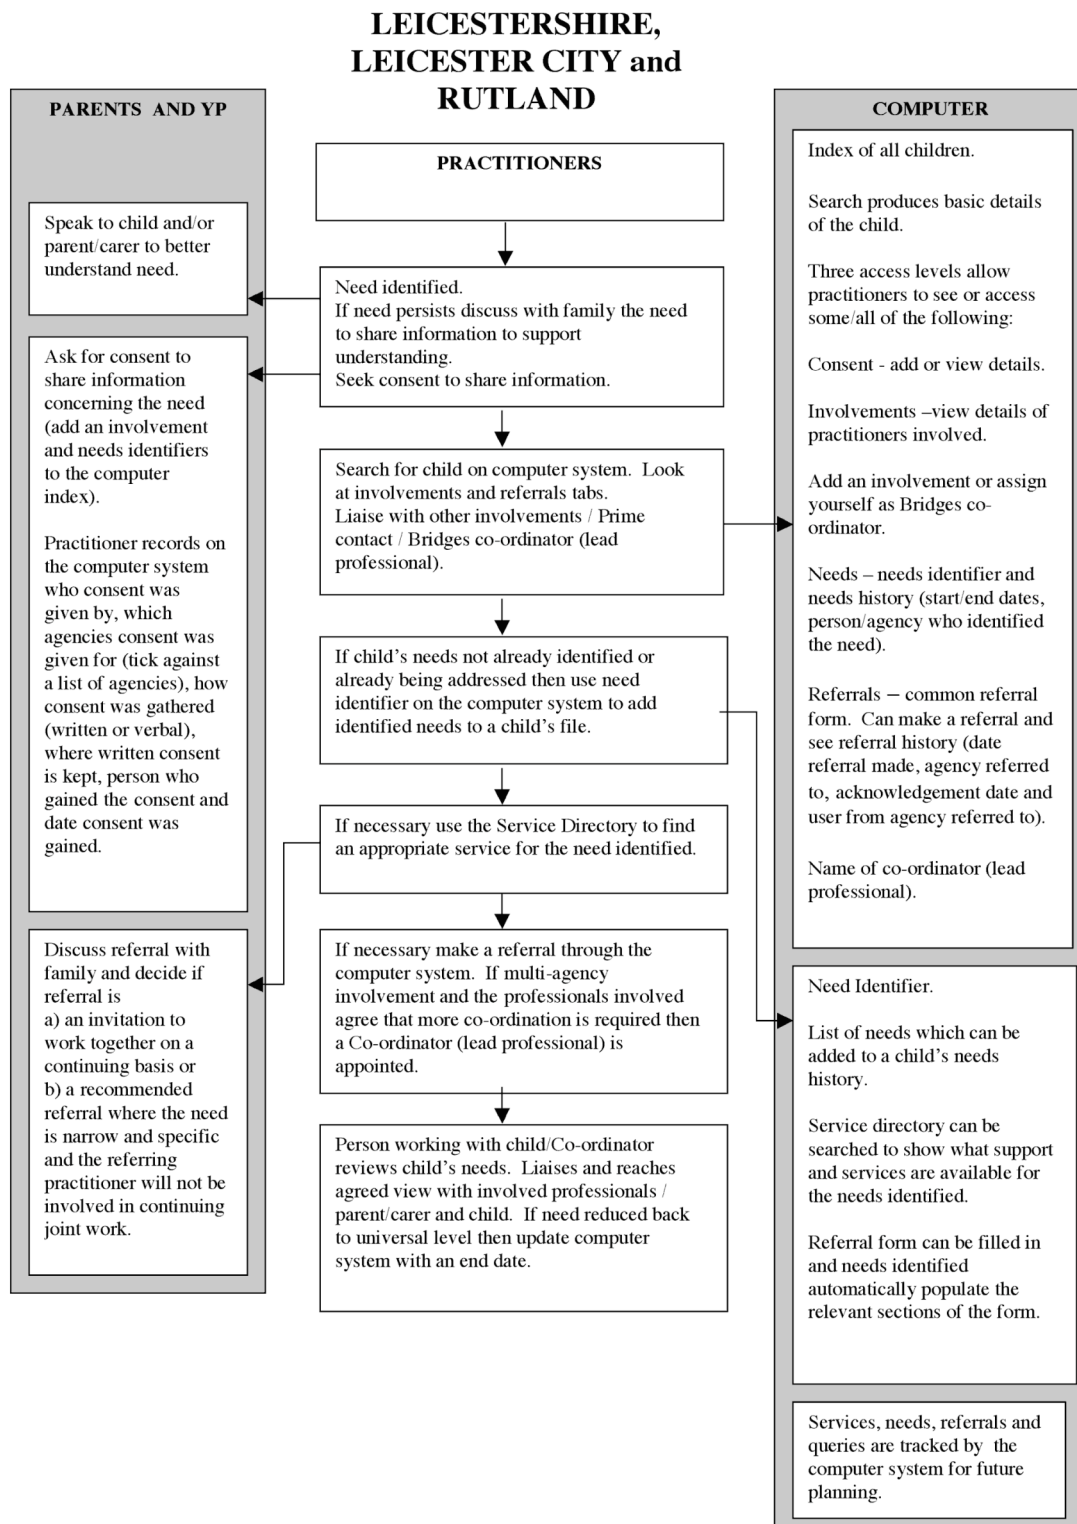 LEICESTERSHIRE,
LEICESTER CITY and
RUTLAND
PARENTS AND YP
Speak to child and/or
parent/carer to better
understand need.
Ask for consent to
share information
concerning the need
(add an involvement
and needs identifiers
to the computer
index).
Practitioner records on
the computer system
who consent was
given by, which
agencies consent was
given for (tick against
a list of agencies), how
consent was gathered
(written or verbal),
where written consent
is kept, person who
gained the consent and
date consent was
gained.
Discuss referral with
family and decide if
referral is
a) an invitation to
work together on a
continuing basis or
b) a recommended
referral where the need
is narrow and specific
and the referring
practitioner will not be
involved in continuing
joint work.
PRACTITIONERS
Need identified.
If need persists discuss with family the need
to share information to support
understanding.
Seek consent to share information.
Search for child on computer system. Look
at involvements and referrals tabs.
Liaise with other involvements / Prime
contact / Bridges co-ordinator (lead
professional).
If child's needs not already identified or
already being addressed then use need
identifier on the computer system to add
identified needs to a child's file.
If necessary use the Service Directory to find
an appropriate service for the need identified.
If necessary make a referral through the
computer system. If multi-agency
involvement and the professionals involved
agree that more co-ordination is required then
a Co-ordinator (lead professional) is
appointed.
Person working with child/Co-ordinator
reviews child's needs. Liaises and reaches
agreed view with involved professionals /
parent/carer and child. If need reduced back
to universal level then update computer
system with an end date.
COMPUTER
Index of all children.
Search produces basic details
of the child.
Three access levels allow
practitioners to see or access
some/all of the following:
Consent - add or view details.
Involvements –view details of
practitioners involved.
Add an involvement or assign
yourself as Bridges co-
ordinator.
Needs – needs identifier and
needs history (start/end dates,
person/agency who identified
the need).
Referrals – common referral
form. Can make a referral and
see referral history (date
referral made, agency referred
to, acknowledgement date and
user from agency referred to).
Name of co-ordinator (lead
professional).
Need Identifier.
List of needs which can be
added to a child's needs
history.
Service directory can be
searched to show what support
and services are available for
the needs identified.
Referral form can be filled in
and needs identified
automatically populate the
relevant sections of the form.
Services, needs, referrals and
queries are tracked by the
computer system for future
planning.